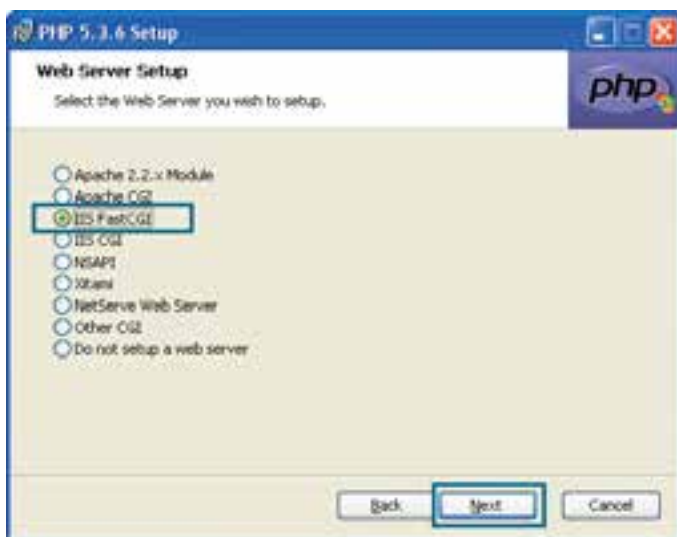 PHP 5.3.6 Setup
Web Server Setup
Select the Web Server you wish to setup.
php
Apache 2.2.x Module
Apache CGI
IIS FastCGI
IIS CGI
NSAPI
Xitami
NetServe Web Server
Other CGI
Do not setup a web server
Back Next Cancel